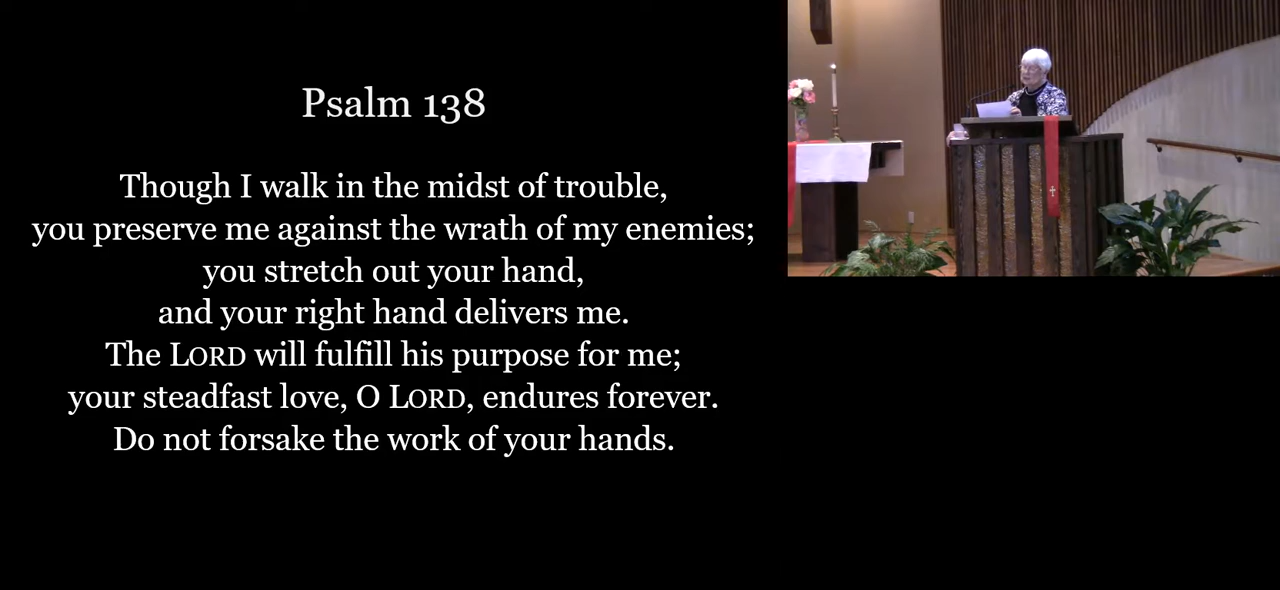 Psalm 138
Though I walk in the midst of trouble,
you preserve me against the wrath of my enemies;
you stretch out your hand,
and your right hand delivers me.
The LORD will fulfill his purpose for me;
your steadfast love, O LORD, endures forever.
Do not forsake the work of your hands.